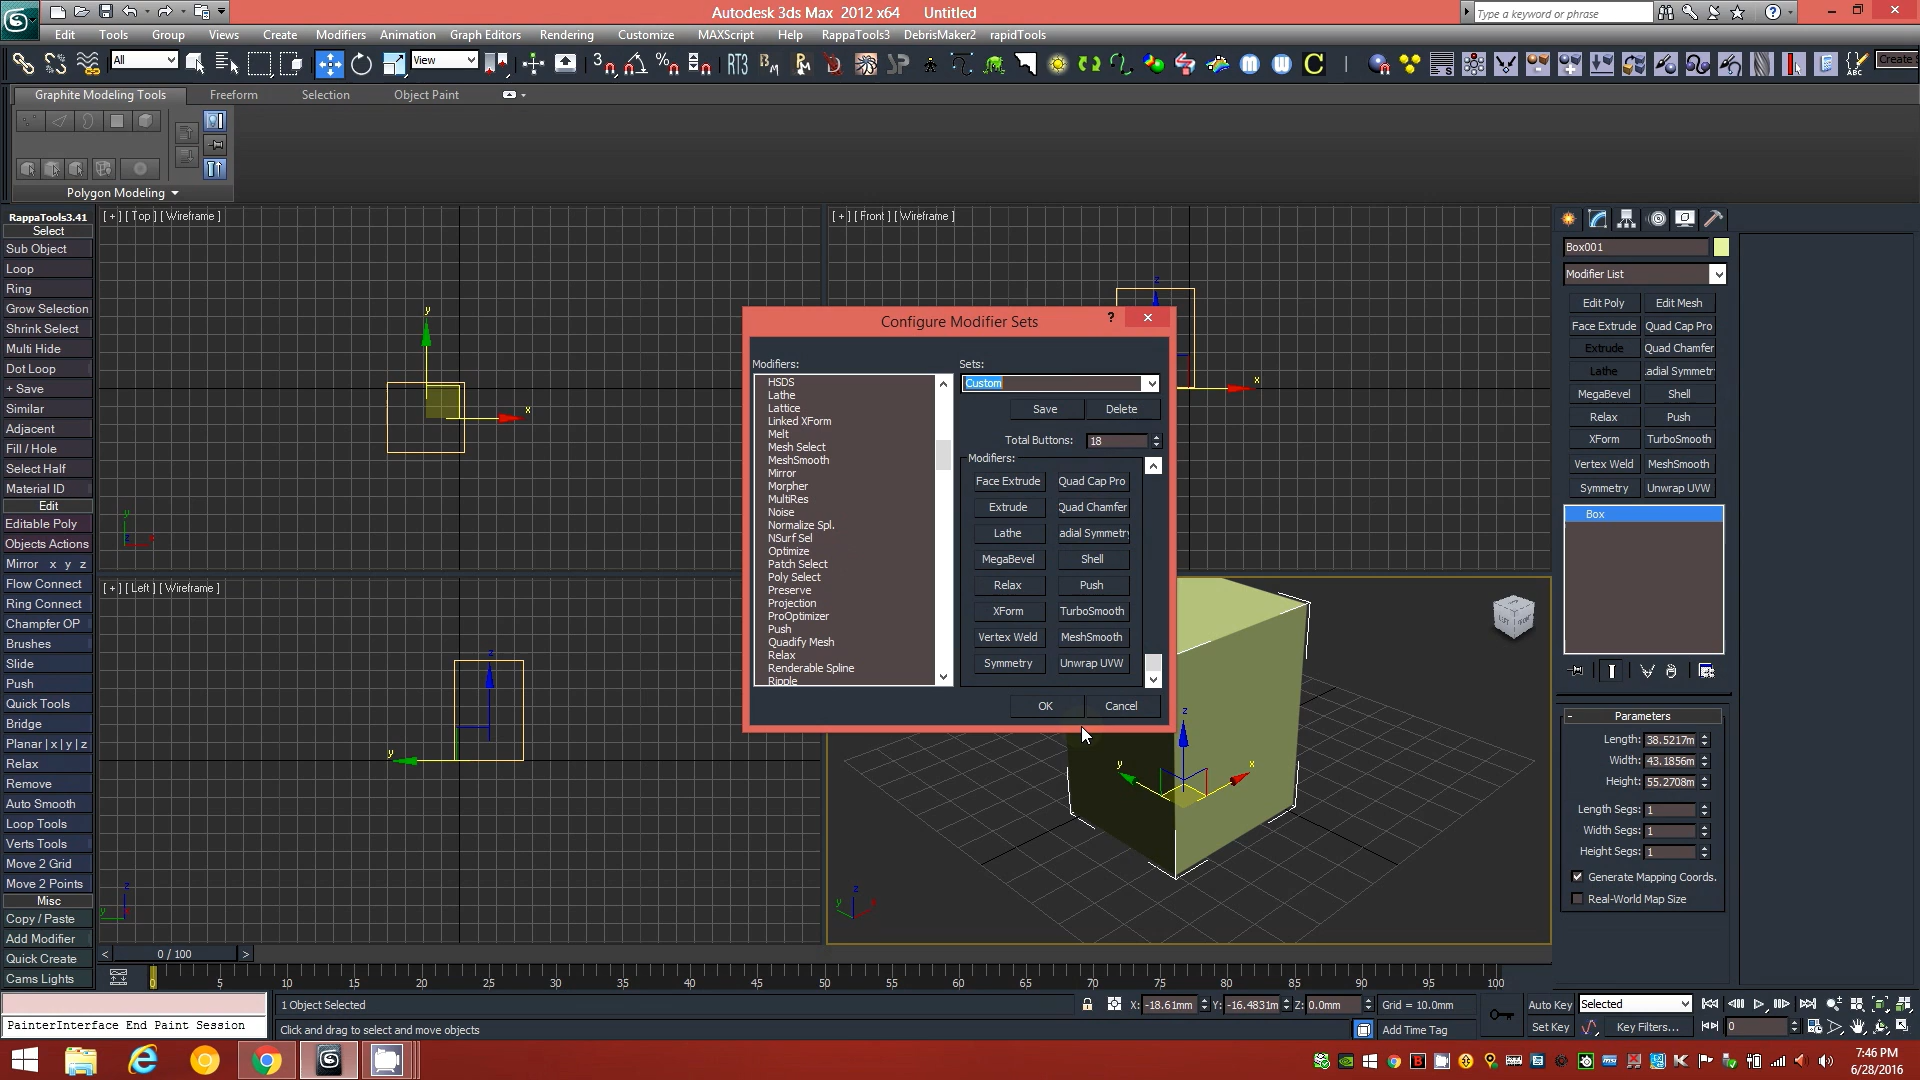 Autodesk 3ds Max 2012 x64 Untitled
Type a keyword or phrase
Edit Tools Group Views Create Modifiers Animation Graph Editors Rendering Customize MAXScript Help RappaTools3 DebrisMaker2 rapidTools
All
View
RT3
ABC
Create S
Graphite Modeling Tools Freeform Selection Object Paint
Polygon Modeling
RappaTools3.41
Select
Sub Object
Loop
Ring
Grow Selection
Shrink Select
Multi Hide
Dot Loop
+ Save
Similar
Adjacent
Fill / Hole
Select Half
Material ID
Edit
Editable Poly
Objects Actions
Mirror x y z
Flow Connect
Ring Connect
Champfer OP
Brushes
Slide
Push
Quick Tools
Bridge
Planar | x | y | z
Relax
Remove
Auto Smooth
Loop Tools
Verts Tools
Move 2 Grid
Move 2 Points
Misc
Copy / Paste
Add Modifier
Quick Create
Cams Lights
[ + ] [ Top ] [ Wireframe ]
[ + ] [ Front ] [ Wireframe ]
[ + ] [ Left ] [ Wireframe ]
Configure Modifier Sets
?
Modifiers:
HSDS
Lathe
Lattice
Linked XForm
Melt
Mesh Select
MeshSmooth
Mirror
Morpher
MultiRes
Noise
Normalize Spl.
NSurf Sel
Optimize
Patch Select
Poly Select
Preserve
Projection
ProOptimizer
Push
Quadify Mesh
Relax
Renderable Spline
Ripple
Sets:
Custom
Save Delete
Total Buttons: 18
Modifiers:
Face Extrude Quad Cap Pro
Extrude Quad Chamfer
Lathe adial Symmetry
MegaBevel Shell
Relax Push
XForm TurboSmooth
Vertex Weld MeshSmooth
Symmetry Unwrap UVW
OK Cancel
Box001
Modifier List
Edit Poly Edit Mesh
Face Extrude Quad Cap Pro
Extrude Quad Chamfer
Lathe adial Symmetr
MegaBevel Shell
Relax Push
XForm TurboSmooth
Vertex Weld MeshSmooth
Symmetry Unwrap UVW
Box
- Parameters
Length: 38.5217m
Width: 43.1856m
Height: 55.2708m
Length Segs: 1
Width Segs: 1
Height Segs: 1
Generate Mapping Coords.
Real-World Map Size
< 0 / 100 >
0 5 10 15 20 25 30 35 40 45 50 55 60 65 70 75 80 85 90 95 100
1 Object Selected
X: -18.61mm Y: -16.4831m Z: 0.0mm Grid = 10.0mm
Auto Key Selected
PainterInterface End Paint Session
Click and drag to select and move objects
Add Time Tag
Set Key Key Filters... 0
7:46 PM
6/28/2016